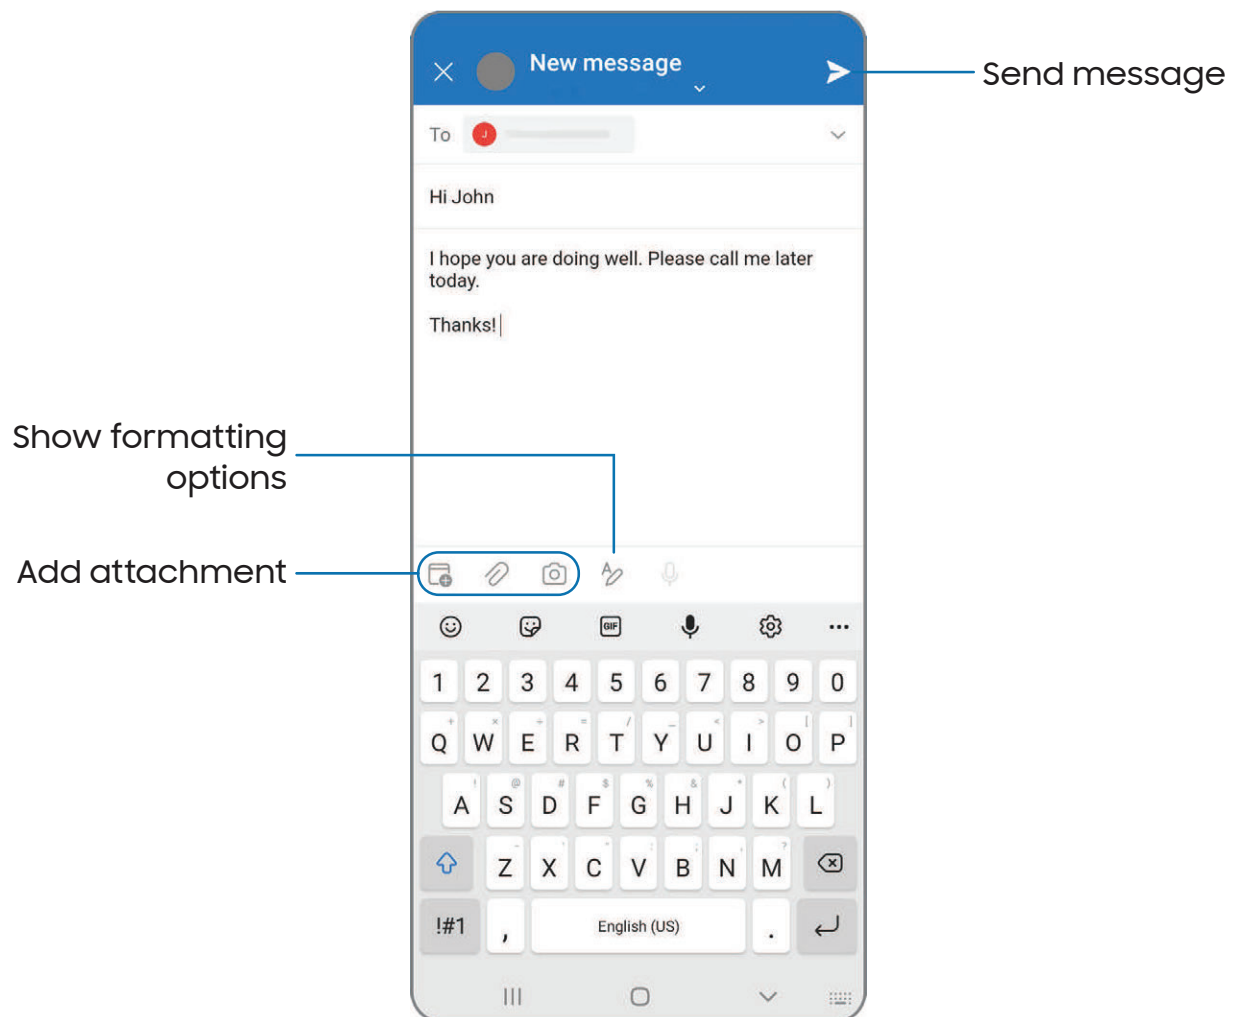 New message
Send message
To J
Hi John
I hope you are doing well. Please call me later
today.
Thanks!
Show formatting
options
Add attachment
GIF
1 2 3 4 5 6 7 8 9 0
+ × ÷ = / _ < > [ ]
Q W E R T Y U I O P
! @ # $ % & * ( )
A S D F G H J K L
- ' " : ; , ?
Z X C V B N M
!#1 , English (US) .